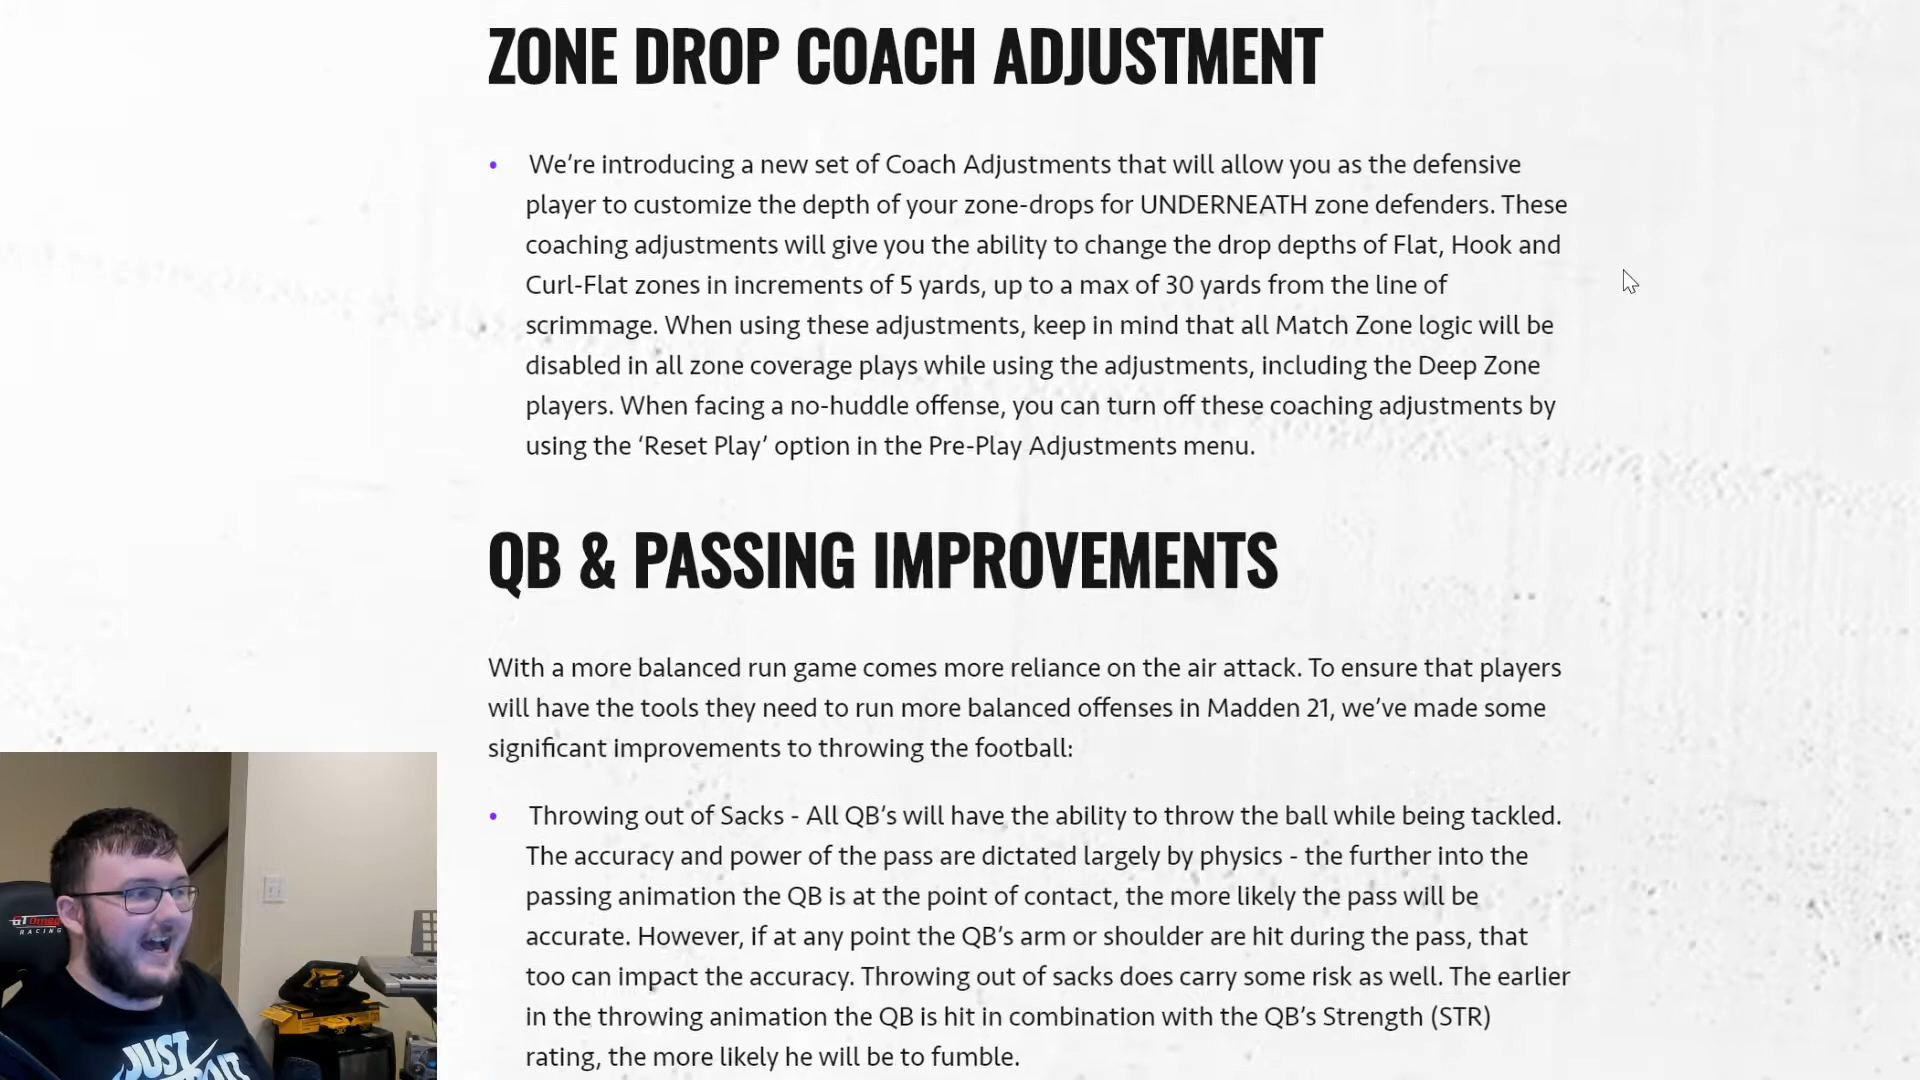 ZONE DROP COACH ADJUSTMENT
• We’re introducing a new set of Coach Adjustments that will allow you as the defensive
player to customize the depth of your zone-drops for UNDERNEATH zone defenders. These
coaching adjustments will give you the ability to change the drop depths of Flat, Hook and
Curl-Flat zones in increments of 5 yards, up to a max of 30 yards from the line of
scrimmage. When using these adjustments, keep in mind that all Match Zone logic will be
disabled in all zone coverage plays while using the adjustments, including the Deep Zone
players. When facing a no-huddle offense, you can turn off these coaching adjustments by
using the ‘Reset Play’ option in the Pre-Play Adjustments menu.
QB & PASSING IMPROVEMENTS
With a more balanced run game comes more reliance on the air attack. To ensure that players
will have the tools they need to run more balanced offenses in Madden 21, we’ve made some
significant improvements to throwing the football:
• Throwing out of Sacks - All QB’s will have the ability to throw the ball while being tackled.
The accuracy and power of the pass are dictated largely by physics - the further into the
passing animation the QB is at the point of contact, the more likely the pass will be
accurate. However, if at any point the QB’s arm or shoulder are hit during the pass, that
too can impact the accuracy. Throwing out of sacks does carry some risk as well. The earlier
in the throwing animation the QB is hit in combination with the QB’s Strength (STR)
rating, the more likely he will be to fumble.
GT Omega
RACING
JUST